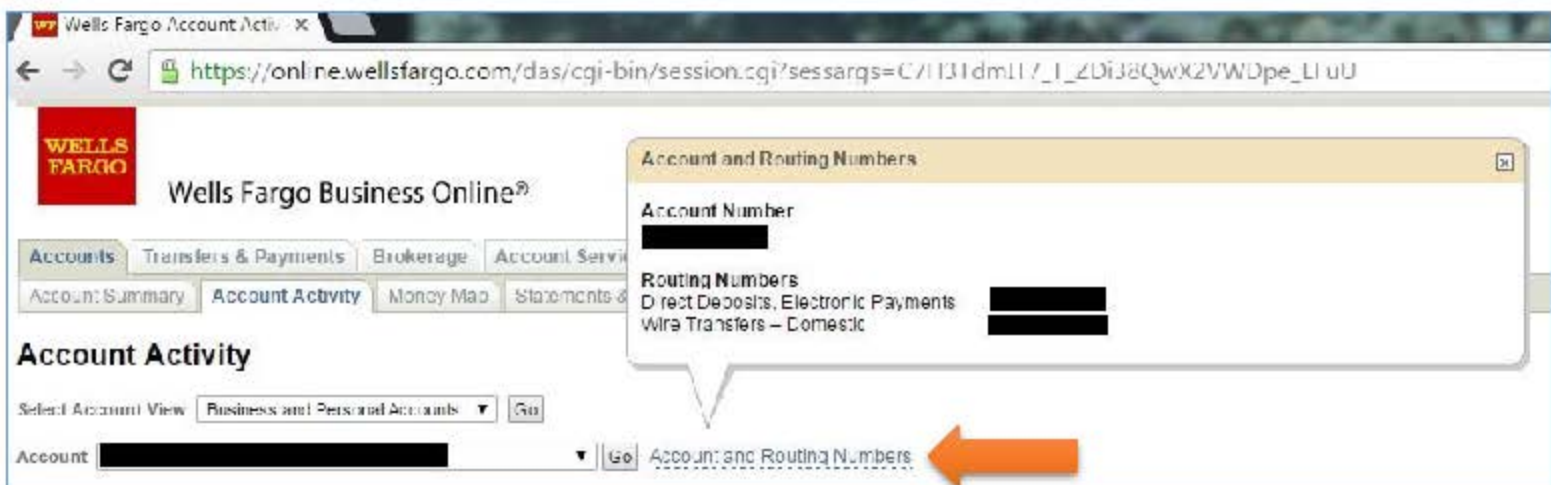 Wells Fargo Account Activ
https://online.wellsfargo.com/das/cgi-bin/session.cgi?sessargs=
WELLS
FARGO
Wells Fargo Business Online®
Accounts Transfers & Payments Brokerage Account Servi
Account Summary Account Activity Money Map Statements &
Account and Routing Numbers
Account Number
Routing Numbers
Direct Deposits, Electronic Payments
Wire Transfers – Domestic
Account Activity
Select Account View Business and Personal Accounts Go
Account Go Account and Routing Numbers